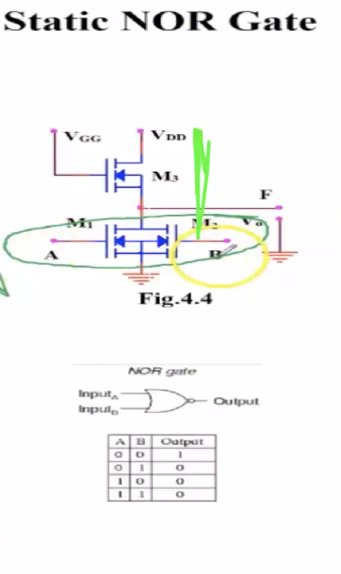 Static NOR Gate
VGG
VDD
M3
F
M1
M2
Vo
A
B
Fig.4.4
NOR gate
InputA
Output
InputB
A B Output
0 0 1
0 1 0
1 0 0
1 1 0